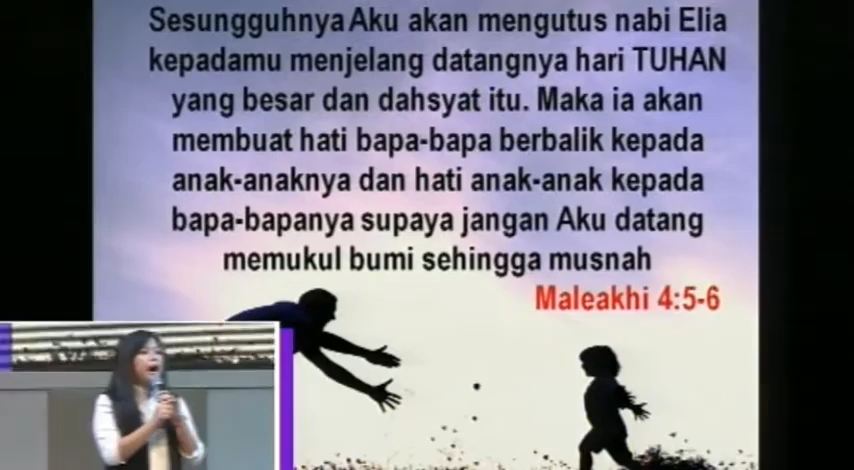 Sesungguhnya Aku akan mengutus nabi Elia
kepadamu menjelang datangnya hari TUHAN
yang besar dan dahsyat itu. Maka ia akan
membuat hati bapa-bapa berbalik kepada
anak-anaknya dan hati anak-anak kepada
bapa-bapanya supaya jangan Aku datang
memukul bumi sehingga musnah
Maleakhi 4:5-6